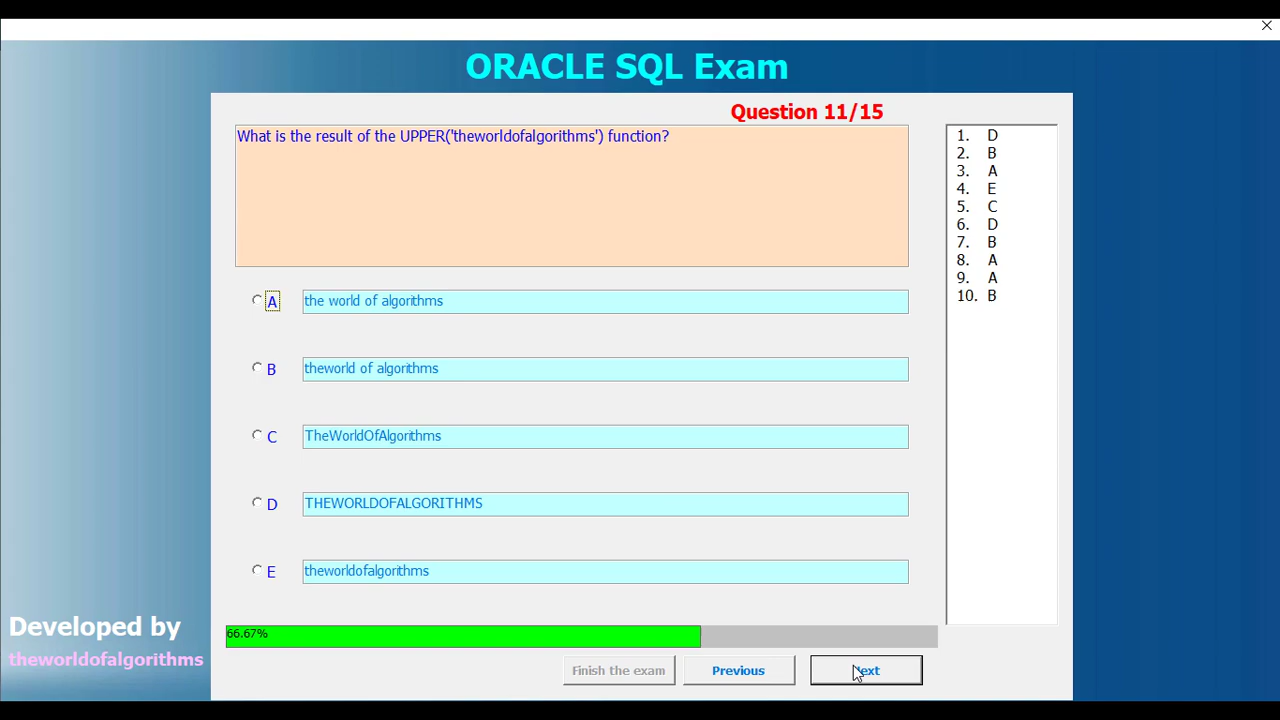 ORACLE SQL Exam
Question 11/15
What is the result of the UPPER('theworldofalgorithms') function?
A the world of algorithms
B theworld of algorithms
C TheWorldOfAlgorithms
D THEWORLDOFALGORITHMS
E theworldofalgorithms
1. D
2. B
3. A
4. E
5. C
6. D
7. B
8. A
9. A
10. B
66.67%
Finish the exam
Previous
Next
Developed by
theworldofalgorithms